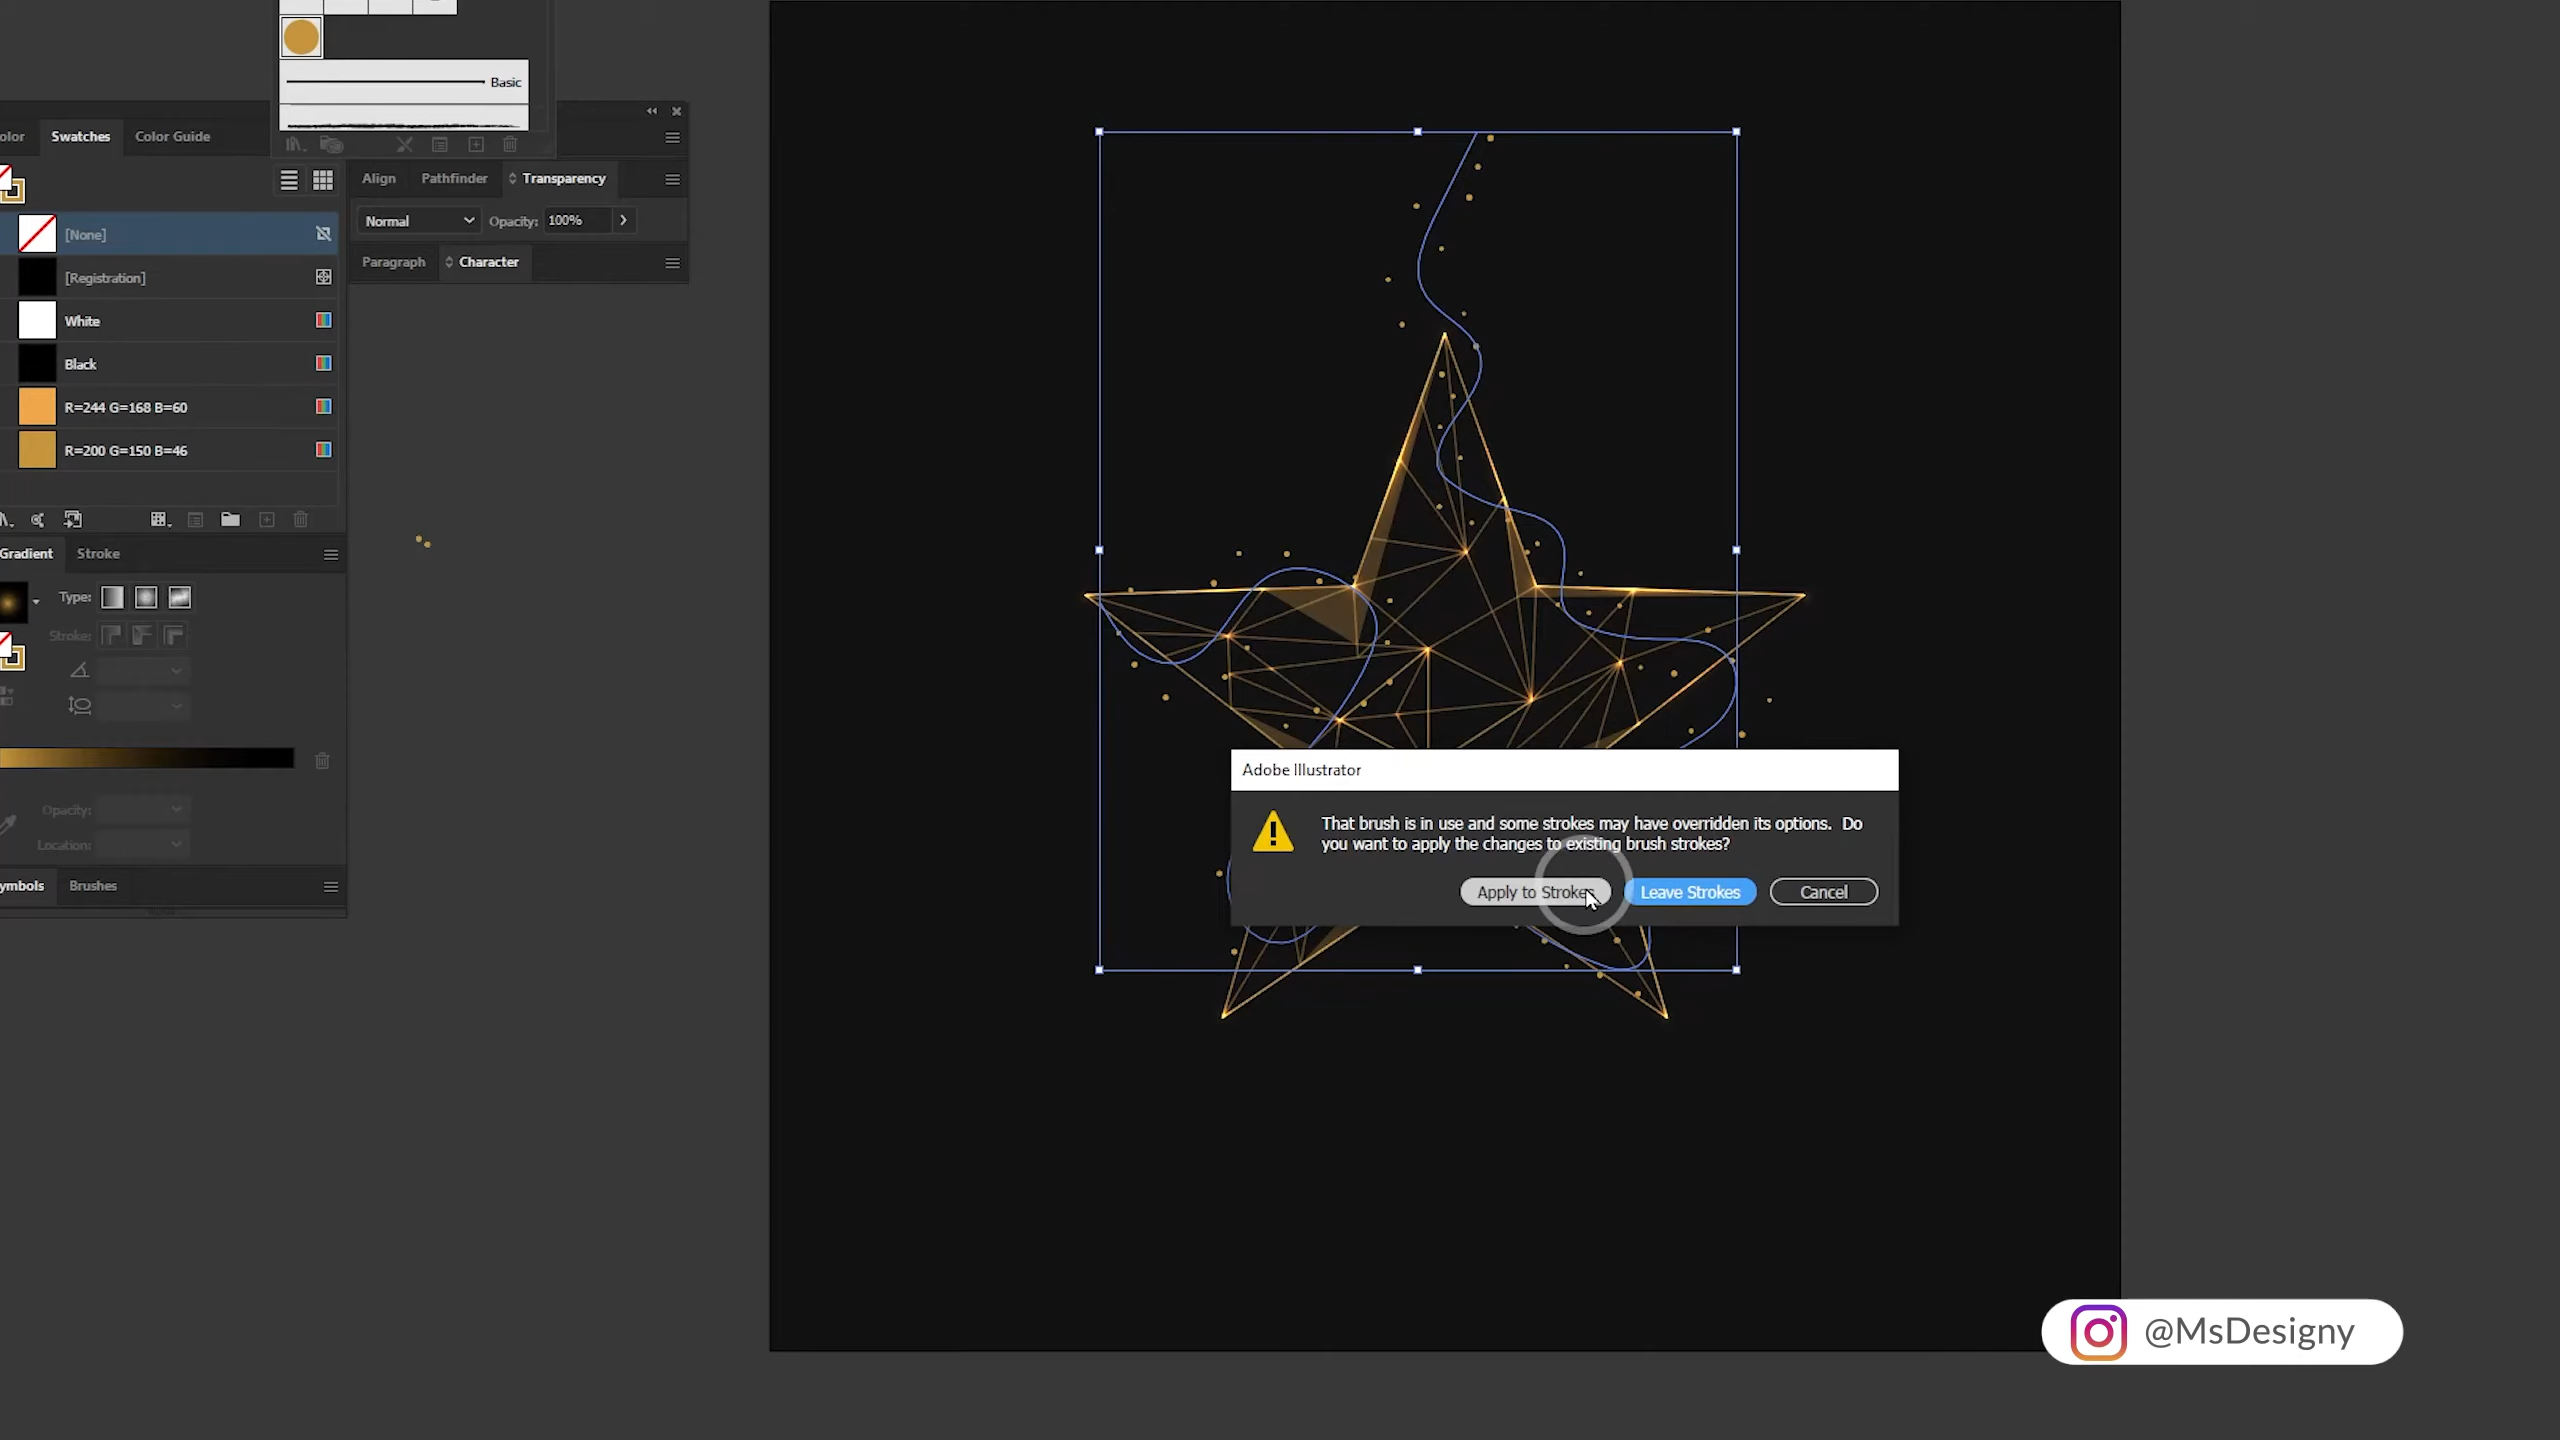 Basic
olor
Swatches
Color Guide
Align
Pathfinder
Transparency
[None]
Normal
Opacity:
100%
[Registration]
Paragraph
Character
White
Black
R=244 G=168 B=60
R=200 G=150 B=46
Gradient
Stroke
Type:
Stroke:
Opacity:
Location:
ymbols
Brushes
Adobe Illustrator
That brush is in use and some strokes may have overridden its options. Do
you want to apply the changes to existing brush strokes?
Apply to Strokes
Leave Strokes
Cancel
@MsDesigny